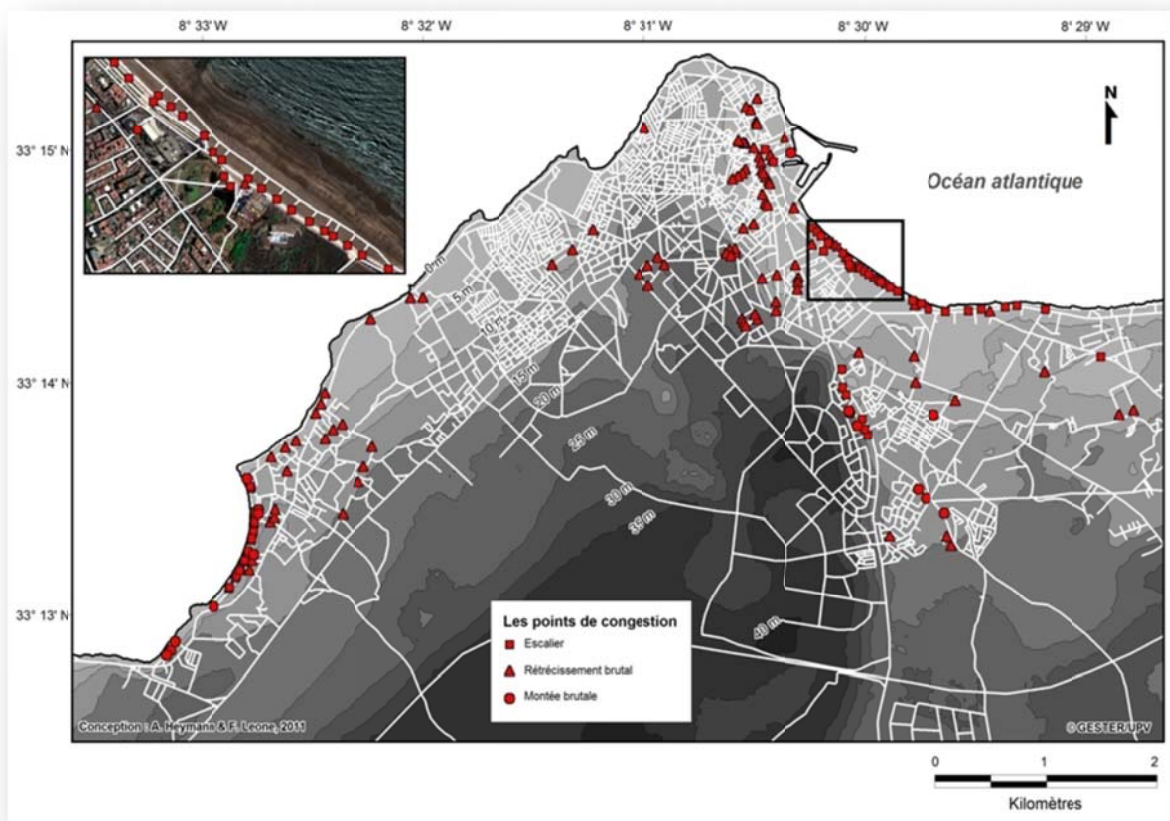 8° 33' W
8° 32' W
8° 31' W
8° 30' W
8° 29' W
N
33° 15' N
Océan atlantique
0 m
5 m
10 m
33° 14' N
15 m
20 m
25 m
30 m
35 m
33° 13' N
40 m
Les points de congestion
Escalier
Rétrécissement brutal
Montée brutale
Conception : A. Heymann & F. Leone, 2011
© GESTER/UPV
0 1 2
Kilomètres